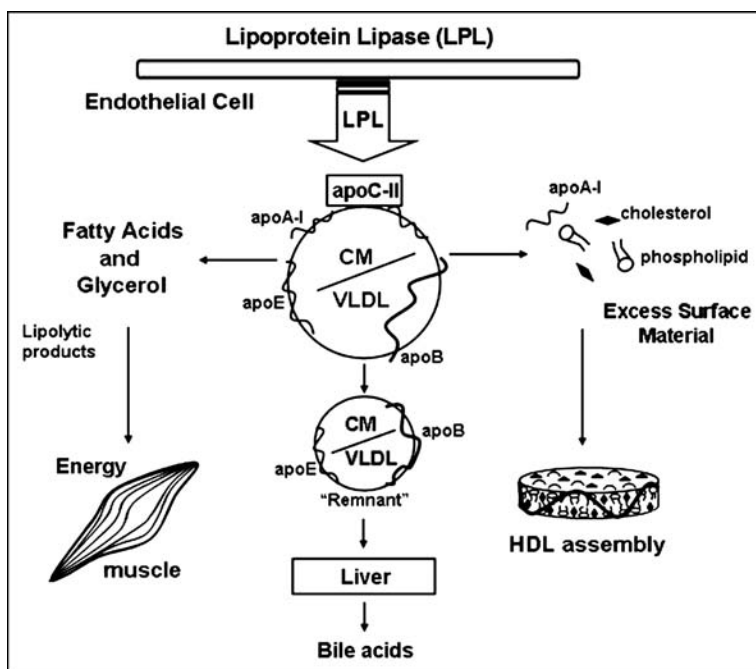 Lipoprotein Lipase (LPL)
Endothelial Cell
LPL
apoC-II
apoA-I
CM
VLDL
apoE
apoB
Fatty Acids
and
Glycerol
Lipolytic
products
Energy
muscle
apoA-I
cholesterol
phospholipid
Excess Surface
Material
HDL assembly
CM
VLDL
apoB
apoE
“Remnant”
Liver
Bile acids